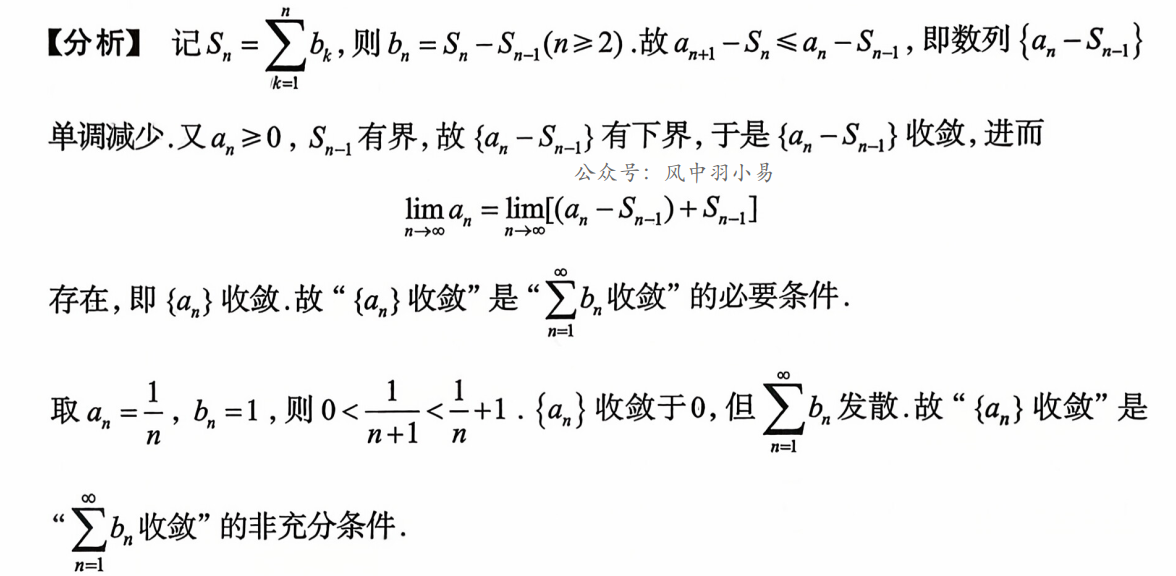 【分析】 记 $S_n = \sum_{k=1}^{n} b_k$, 则 $b_n = S_n - S_{n-1}(n \geq 2)$. 故 $a_{n+1} - S_n \leq a_n - S_{n-1}$, 即数列 $\{a_n - S_{n-1}\}$
单调减少. 又 $a_n \geq 0$, $S_{n-1}$ 有界, 故 $\{a_n - S_{n-1}\}$ 有下界, 于是 $\{a_n - S_{n-1}\}$ 收敛, 进而
公众号: 风中羽小易
$\lim_{n \to \infty} a_n = \lim_{n \to \infty} [(a_n - S_{n-1}) + S_{n-1}]$
存在, 即 $\{a_n\}$ 收敛. 故 “ $\{a_n\}$ 收敛” 是 “ $\sum_{n=1}^{\infty} b_n$ 收敛” 的必要条件.
取 $a_n = \frac{1}{n}$, $b_n = 1$, 则 $0 < \frac{1}{n+1} < \frac{1}{n} + 1$. $\{a_n\}$ 收敛于 0, 但 $\sum_{n=1}^{\infty} b_n$ 发散. 故 “ $\{a_n\}$ 收敛” 是
“ $\sum_{n=1}^{\infty} b_n$ 收敛” 的非充分条件.